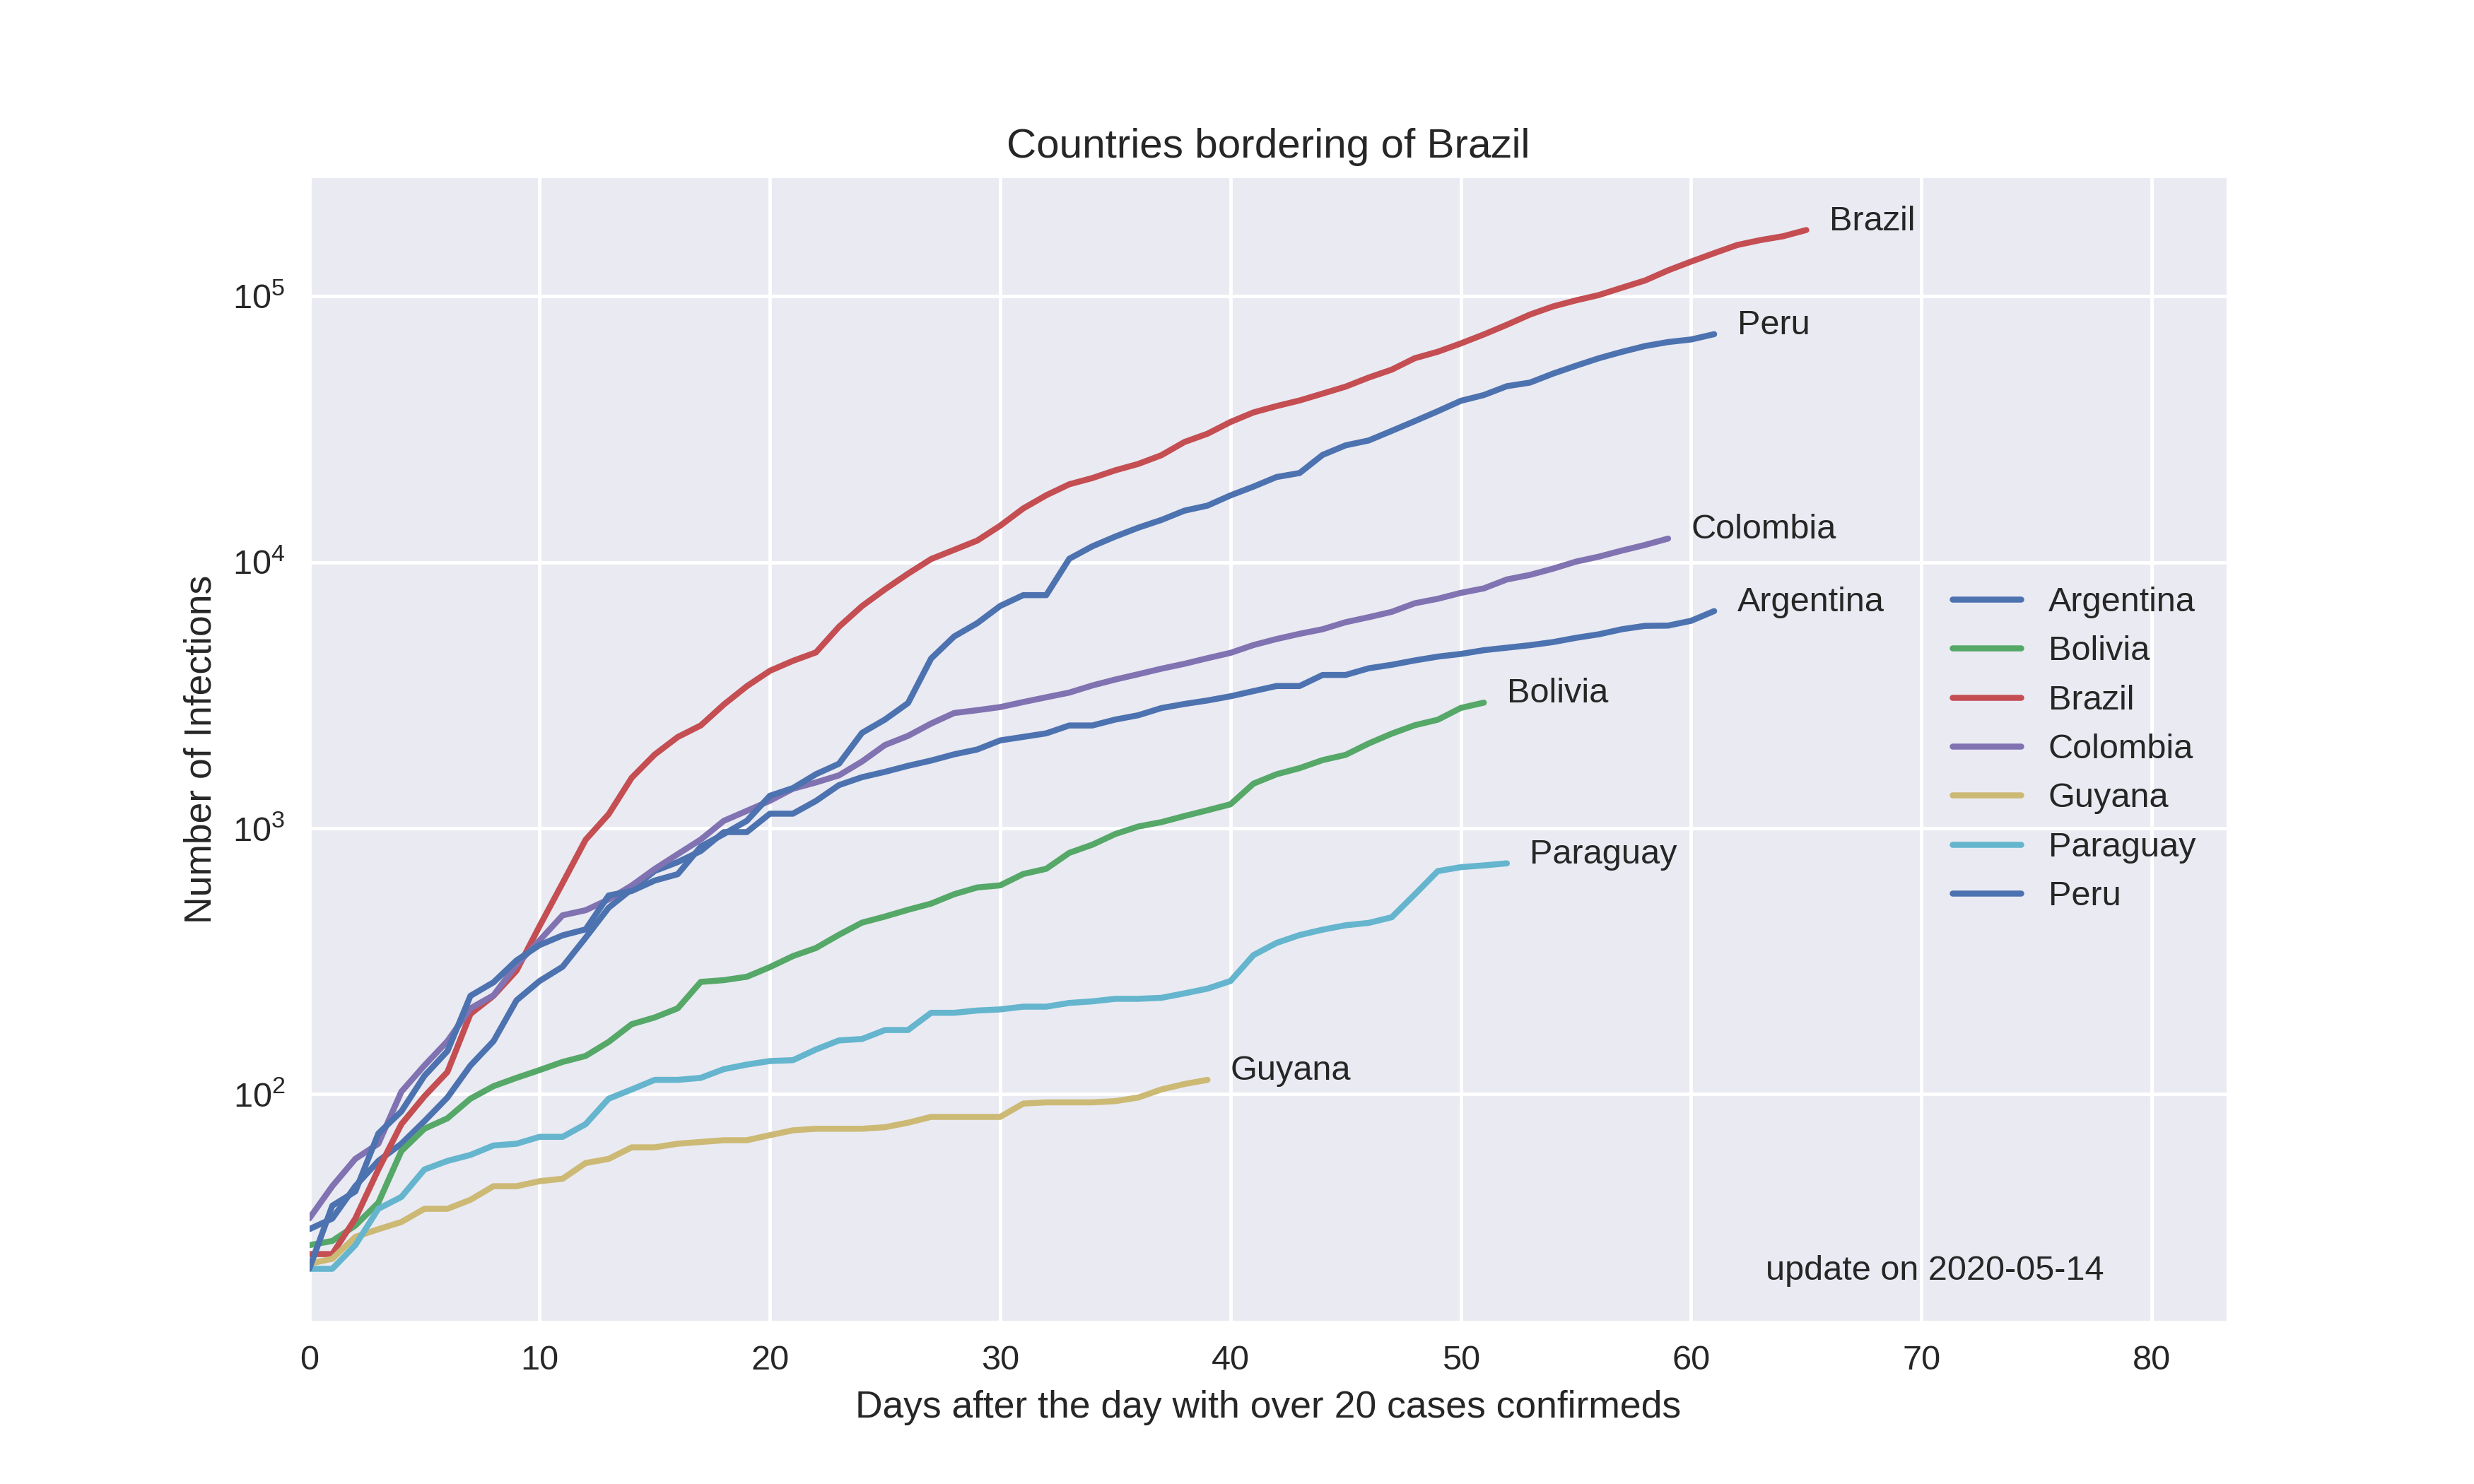 Countries bordering of Brazil
Number of Infections
10^5
10^4
10^3
10^2
Brazil
Peru
Colombia
Argentina
Bolivia
Paraguay
Guyana
Argentina
Bolivia
Brazil
Colombia
Guyana
Paraguay
Peru
update on 2020-05-14
0 10 20 30 40 50 60 70 80
Days after the day with over 20 cases confirmeds